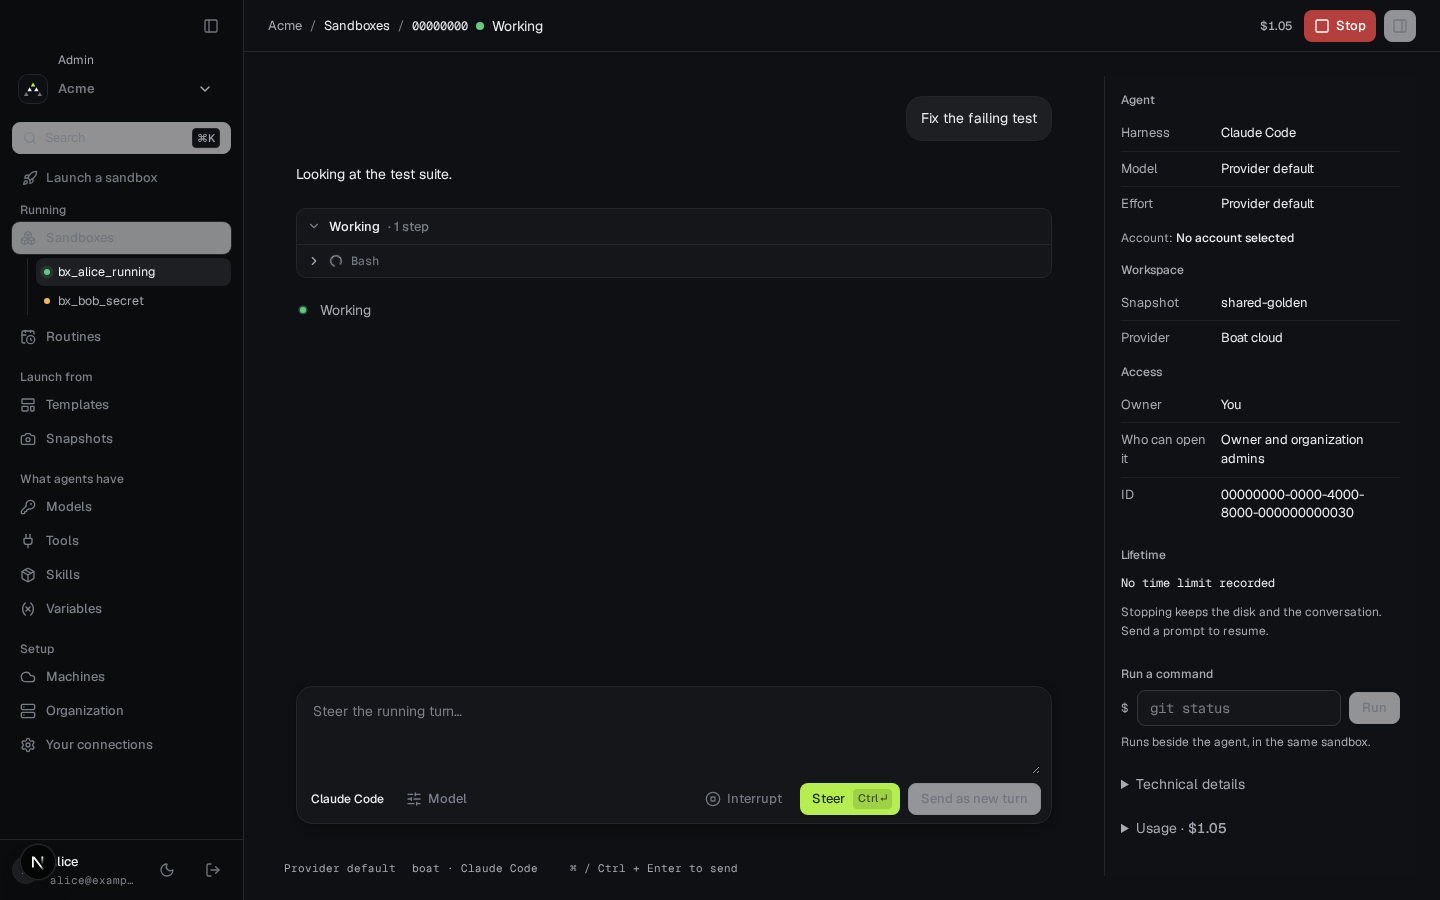 Acme / Sandboxes / 00000000 Working
$1.05
Stop
Admin
Acme
Search
⌘K
Launch a sandbox
Running
Sandboxes
bx_alice_running
bx_bob_secret
Routines
Launch from
Templates
Snapshots
What agents have
Models
Tools
Skills
Variables
Setup
Machines
Organization
Your connections
N
lice
alice@examp…
Fix the failing test
Looking at the test suite.
Working · 1 step
Bash
Working
Steer the running turn…
Claude Code
Model
Interrupt
Steer Ctrl↵
Send as new turn
Provider default boat · Claude Code ⌘ / Ctrl + Enter to send
Agent
Harness Claude Code
Model Provider default
Effort Provider default
Account: No account selected
Workspace
Snapshot shared-golden
Provider Boat cloud
Access
Owner You
Who can open it
Owner and organization admins
ID
00000000-0000-4000-
8000-000000000030
Lifetime
No time limit recorded
Stopping keeps the disk and the conversation.
Send a prompt to resume.
Run a command
$ git status Run
Runs beside the agent, in the same sandbox.
Technical details
Usage · $1.05